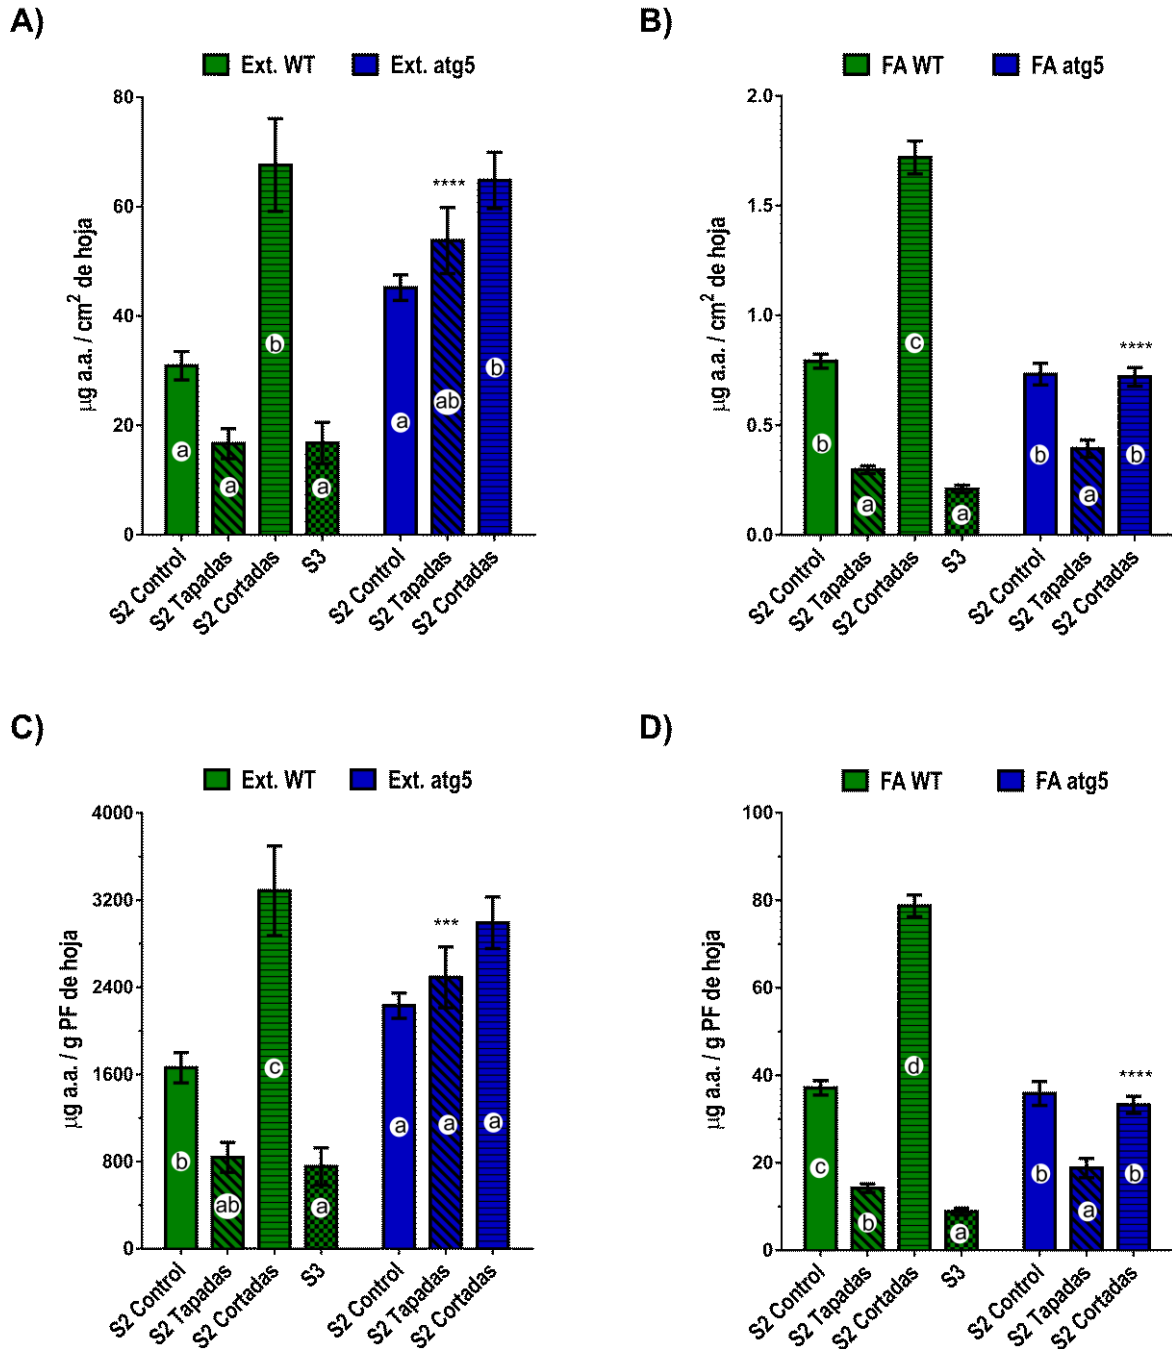 A)
Ext. WT Ext. atg5
µg a.a. / cm² de hoja
80
60
40
20
0
a
a
b
a
a
****
ab
b
S2 Control
S2 Tapadas
S2 Cortadas
S3
S2 Control
S2 Tapadas
S2 Cortadas
B)
FA WT FA atg5
µg a.a. / cm² de hoja
2.0
1.5
1.0
0.5
0.0
b
a
c
a
b
a
****
b
S2 Control
S2 Tapadas
S2 Cortadas
S3
S2 Control
S2 Tapadas
S2 Cortadas
C)
Ext. WT Ext. atg5
µg a.a. / g PF de hoja
4000
3200
2400
1600
800
0
b
ab
c
a
a
***
a
a
S2 Control
S2 Tapadas
S2 Cortadas
S3
S2 Control
S2 Tapadas
S2 Cortadas
D)
FA WT FA atg5
µg a.a. / g PF de hoja
100
80
60
40
20
0
c
b
d
a
b
a
****
b
S2 Control
S2 Tapadas
S2 Cortadas
S3
S2 Control
S2 Tapadas
S2 Cortadas